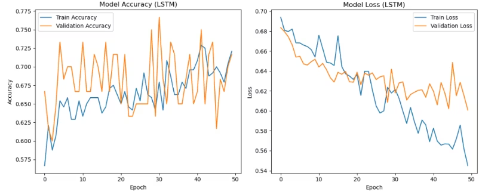 Model Accuracy (LSTM)
Train Accuracy
Validation Accuracy
0.775
0.750
0.725
0.700
0.675
0.650
0.625
0.600
0.575
Accuracy
0 10 20 30 40 50
Epoch
Model Loss (LSTM)
Train Loss
Validation Loss
0.68
0.66
0.64
0.62
0.60
0.58
0.56
0.54
Loss
0 10 20 30 40 50
Epoch